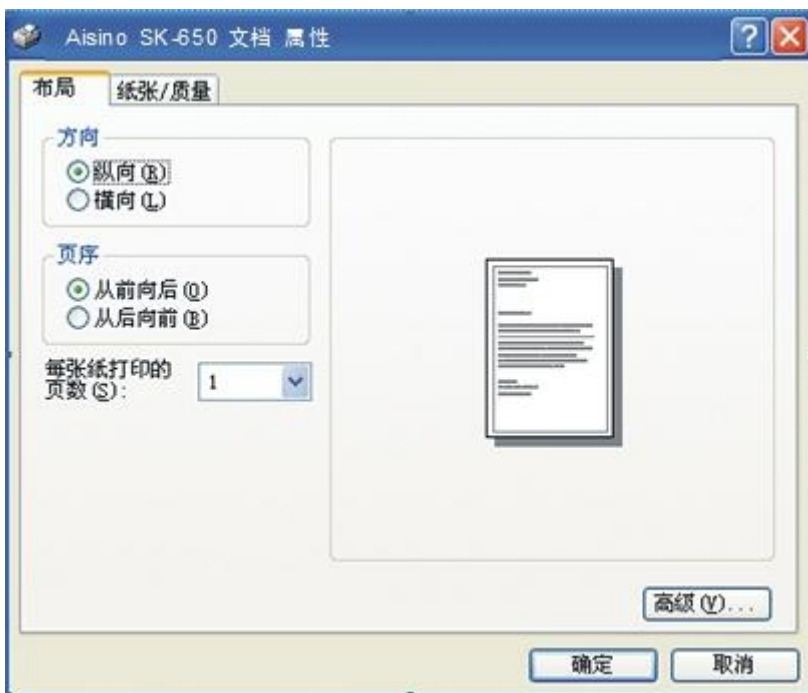 Aisino SK-650 文档 属性
布局
纸张/质量
方向
纵向(R)
横向(L)
页序
从前向后(O)
从后向前(B)
每张纸打印的
页数(S):
1
高级(V)...
确定
取消